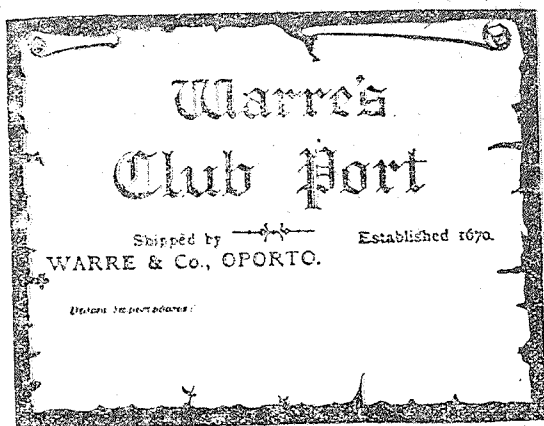 Warre's
Club Port
Shipped by
Established 1670.
WARRE & Co., OPORTO.